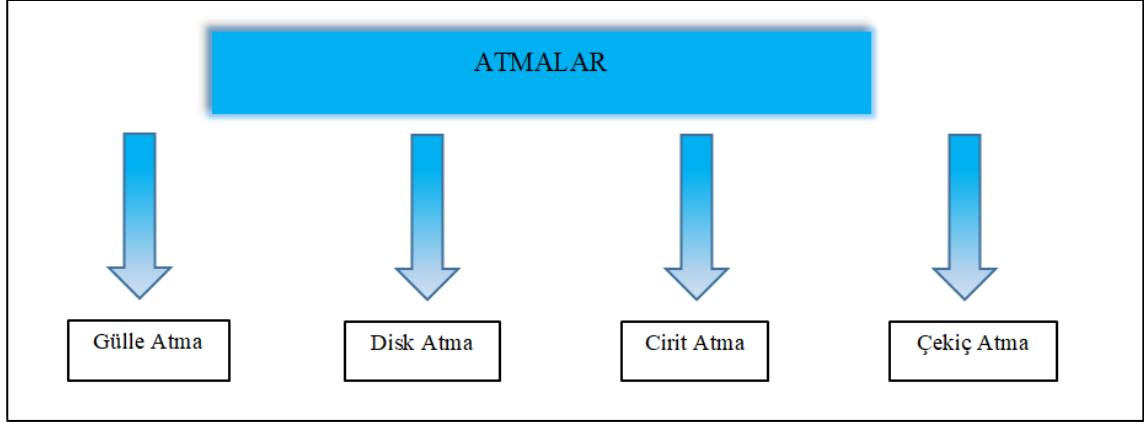 ATMALAR
Gülle Atma
Disk Atma
Cirit Atma
Çekiç Atma